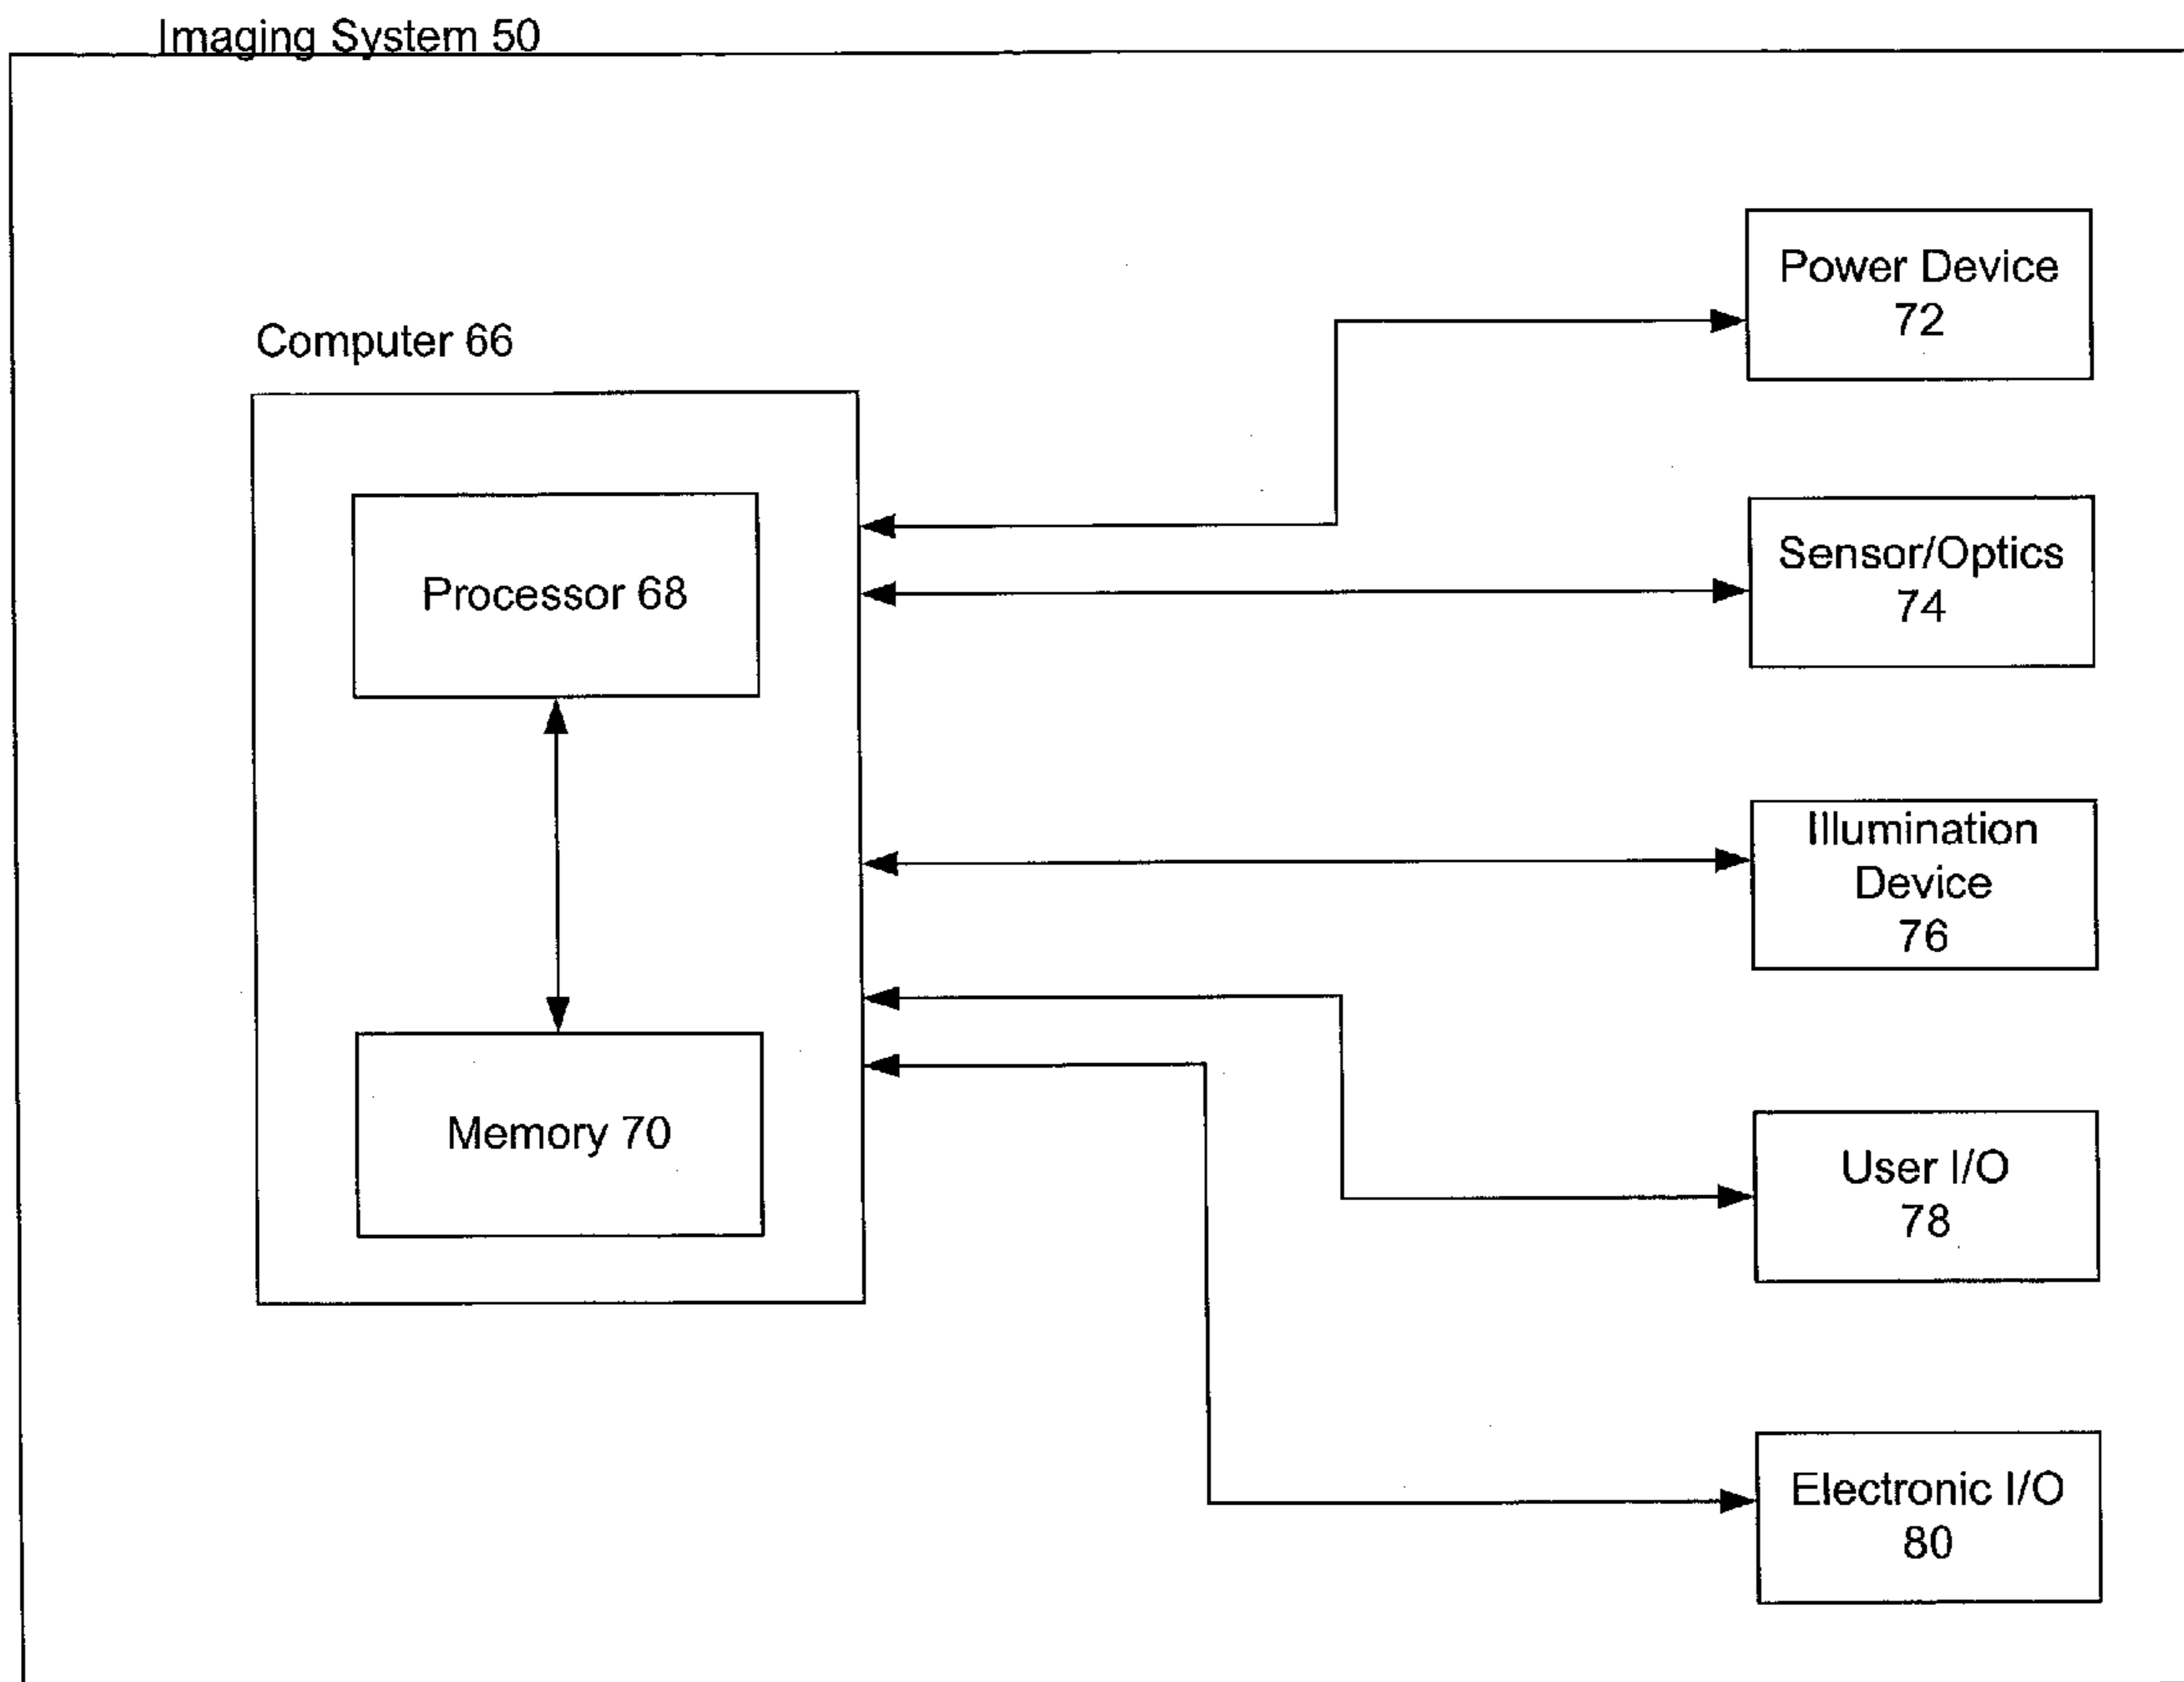 Imaging System 50
Power Device
72
Computer 66
Sensor/Optics
74
Processor 68
Illumination
Device
76
Memory 70
User I/O
78
Electronic I/O
80